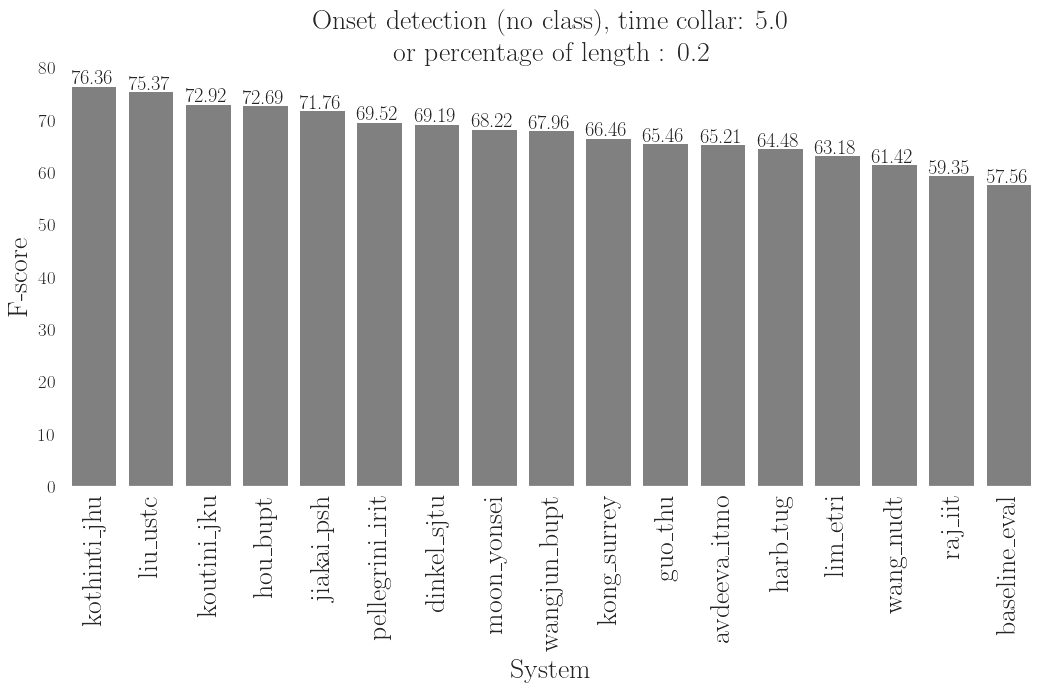 Onset detection (no class), time collar: 5.0
or percentage of length : 0.2
80
70
60
50
40
30
20
10
0
F-score
76.36
75.37
72.92
72.69
71.76
69.52
69.19
68.22
67.96
66.46
65.46
65.21
64.48
63.18
61.42
59.35
57.56
kothinti_jhu
liu_ustc
koutini_jku
hou_bupt
jiakai_psh
pellegrini_irit
dinkel_sjtu
moon_yonsei
wangjun_bupt
kong_surrey
guo_thu
avdeeva_itmo
harb_tug
lim_etri
wang_nudt
raj_iit
baseline_eval
System